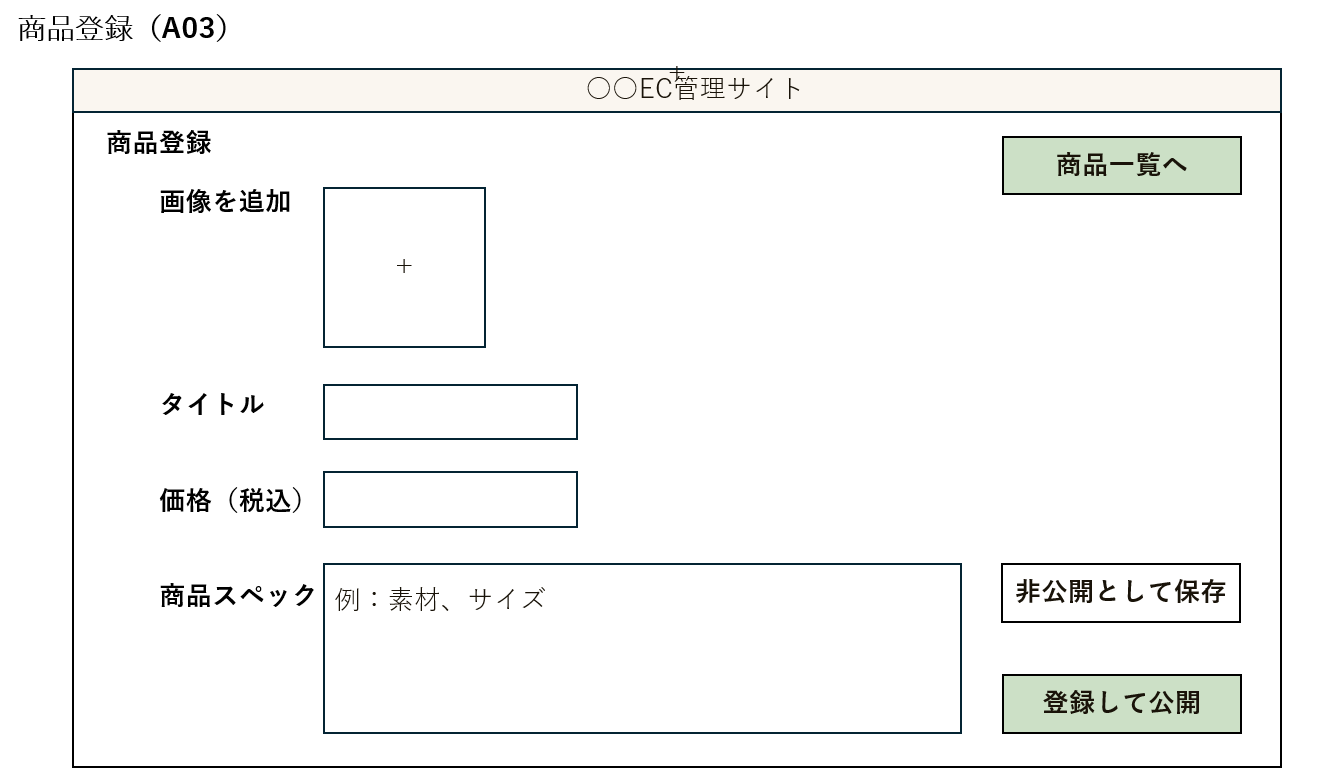 商品登録（A03）
＋
〇〇EC管理サイト
商品登録
商品一覧へ
画像を追加
＋
タイトル
価格（税込）
商品スペック
例：素材、サイズ
非公開として保存
登録して公開